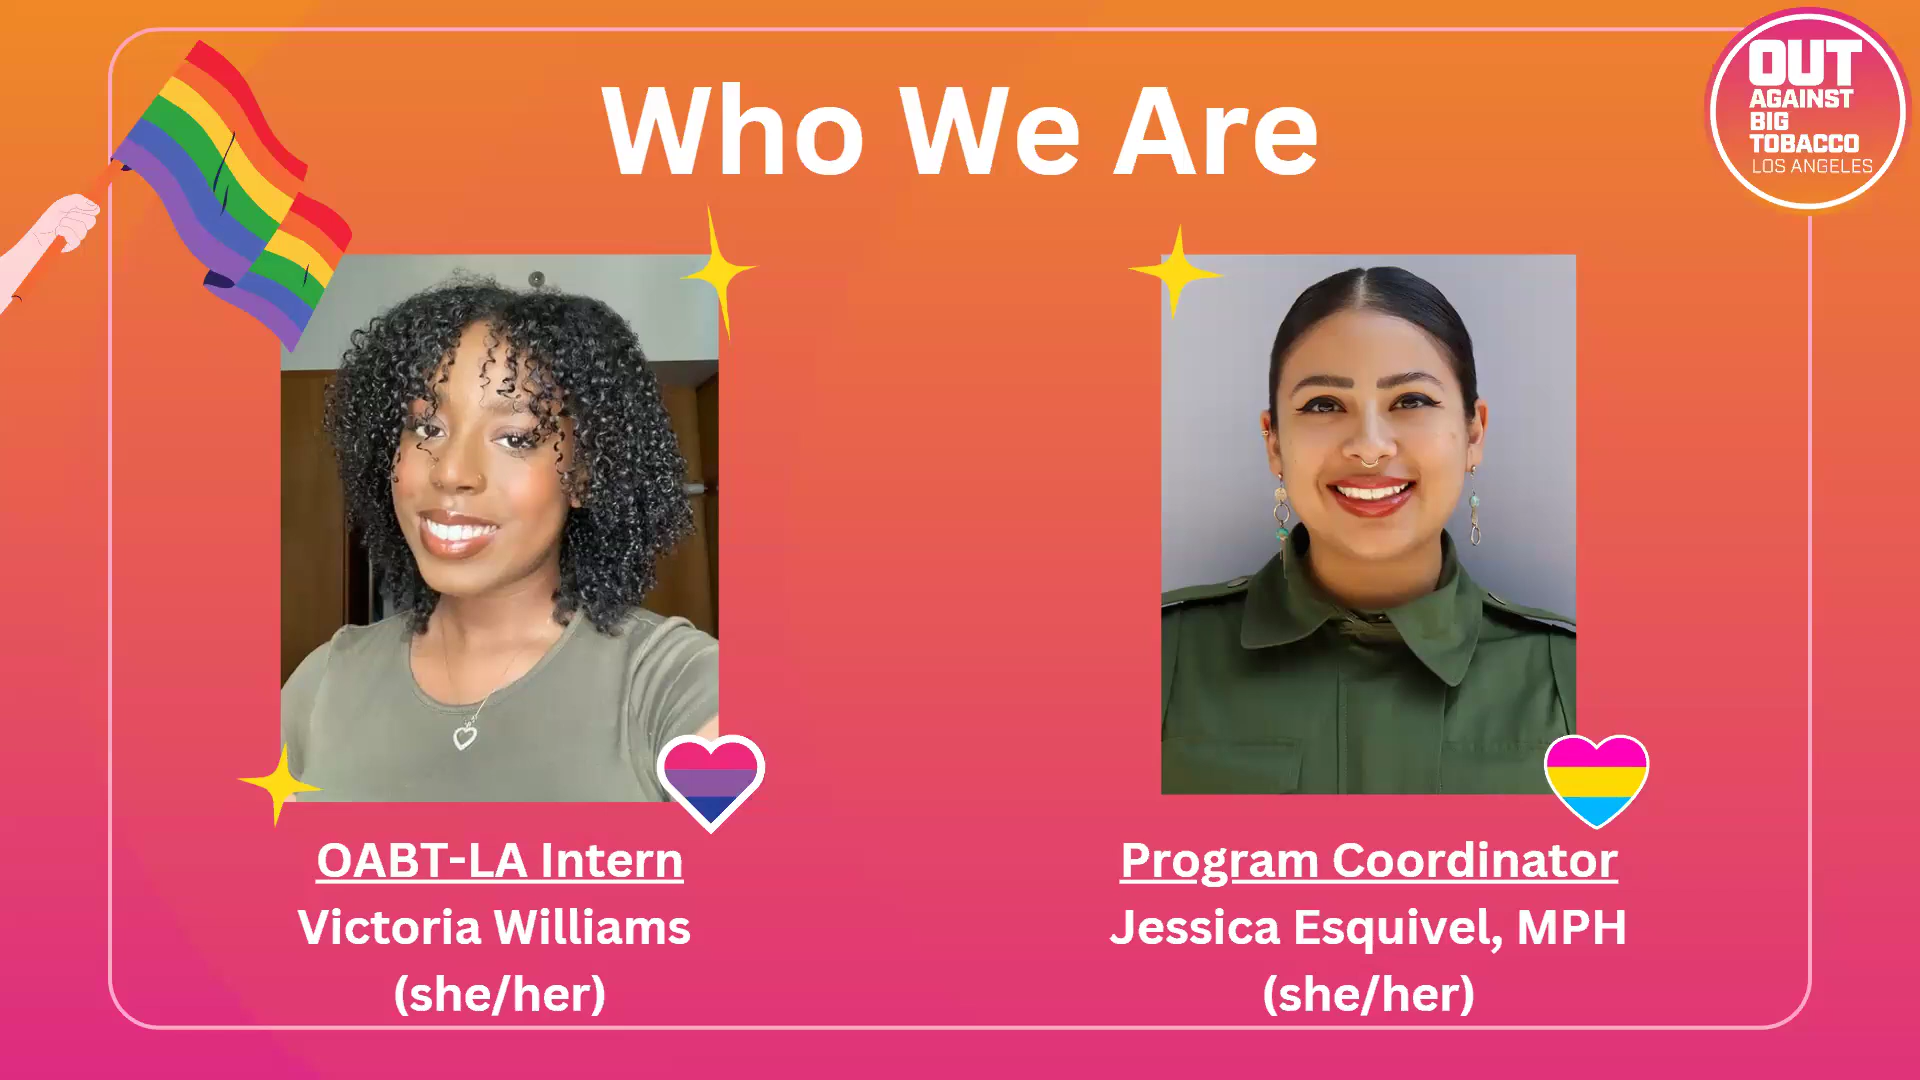 Who We Are
OUT
AGAINST
BIG
TOBACCO
LOS ANGELES
OABT-LA Intern
Victoria Williams
(she/her)
Program Coordinator
Jessica Esquivel, MPH
(she/her)